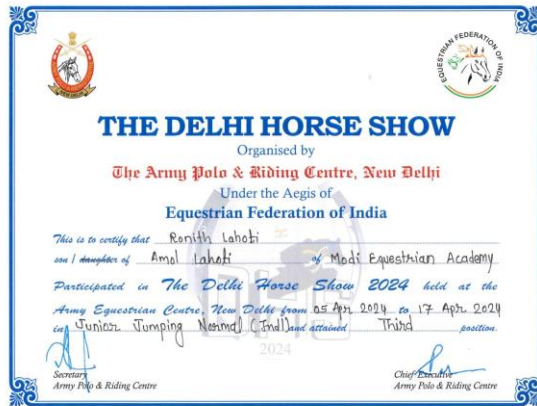 NEW DELHI
EQUESTRIAN FEDERATION OF INDIA
THE DELHI HORSE SHOW
Organised by
The Army Polo & Riding Centre, New Delhi
Under the Aegis of
Equestrian Federation of India
This is to certify that Ronith Lahoti
son / daughter of Amol Lahoti of Modi Equestrian Academy
Participated in The Delhi Horse Show 2024 held at the
Army Equestrian Centre, New Delhi from 05 Apr 2024 to 17 Apr 2024
in Junior Jumping Normal (Indl) and attained Third position.
2024
Secretary
Army Polo & Riding Centre
Chief Executive
Army Polo & Riding Centre